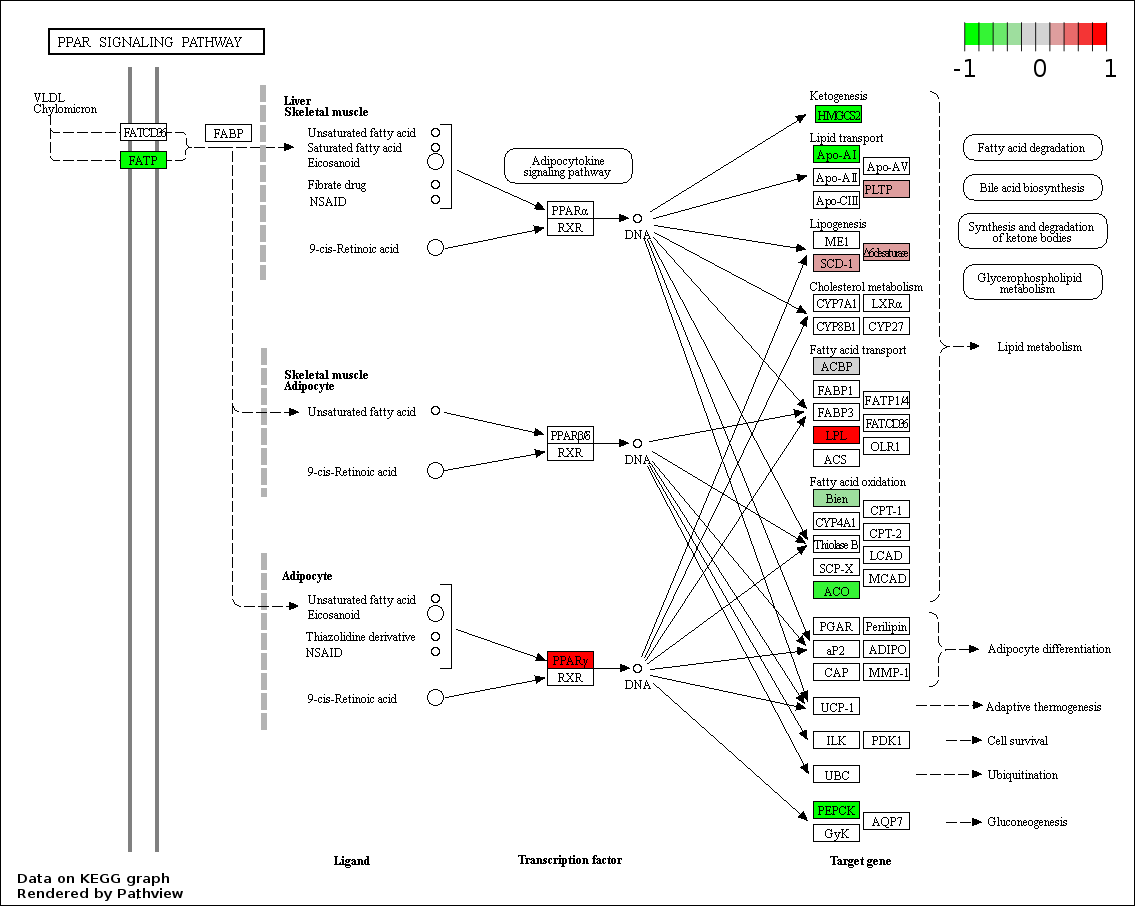 PPAR SIGNALING PATHWAY
-1 0 1
VLDL
Chylomicron
FATCD36
FATP
FABP
Liver
Skeletal muscle
Unsaturated fatty acid
Saturated fatty acid
Eicosanoid
Fibrate drug
NSAID
9-cis-Retinoic acid
Adipocytokine
signaling pathway
PPARα
RXR
DNA
Skeletal muscle
Adipocyte
Unsaturated fatty acid
9-cis-Retinoic acid
PPARβδ
RXR
DNA
Adipocyte
Unsaturated fatty acid
Eicosanoid
Thiazolidine derivative
NSAID
9-cis-Retinoic acid
PPARγ
RXR
DNA
Ketogenesis
HMGCS2
Lipid transport
Apo-AI
Apo-AV
Apo-AII
PLTP
Apo-CIII
Lipogenesis
ME1
SCD-1
Cholesterol metabolism
CYP7A1 LXRα
CYP8B1 CYP27
Fatty acid transport
ACBP
FABP1
FATP1/4
FABP3
FATCD36
LPL
OLR1
ACS
Fatty acid oxidation
Bien
CPT-1
CYP4A1
CPT-2
Thiolase B
LCAD
SCP-X
MCAD
ACO
PGAR Perilipin
aP2 ADIPO
CAP MMP-1
UCP-1
ILK PDK1
UBC
PEPCK
AQP7
GyK
Fatty acid degradation
Bile acid biosynthesis
Synthesis and degradation
of ketone bodies
Glycerophospholipid
metabolism
Lipid metabolism
Adipocyte differentiation
Adaptive thermogenesis
Cell survival
Ubiquitination
Gluconeogenesis
Ligand
Transcription factor
Target gene
Data on KEGG graph
Rendered by Pathview